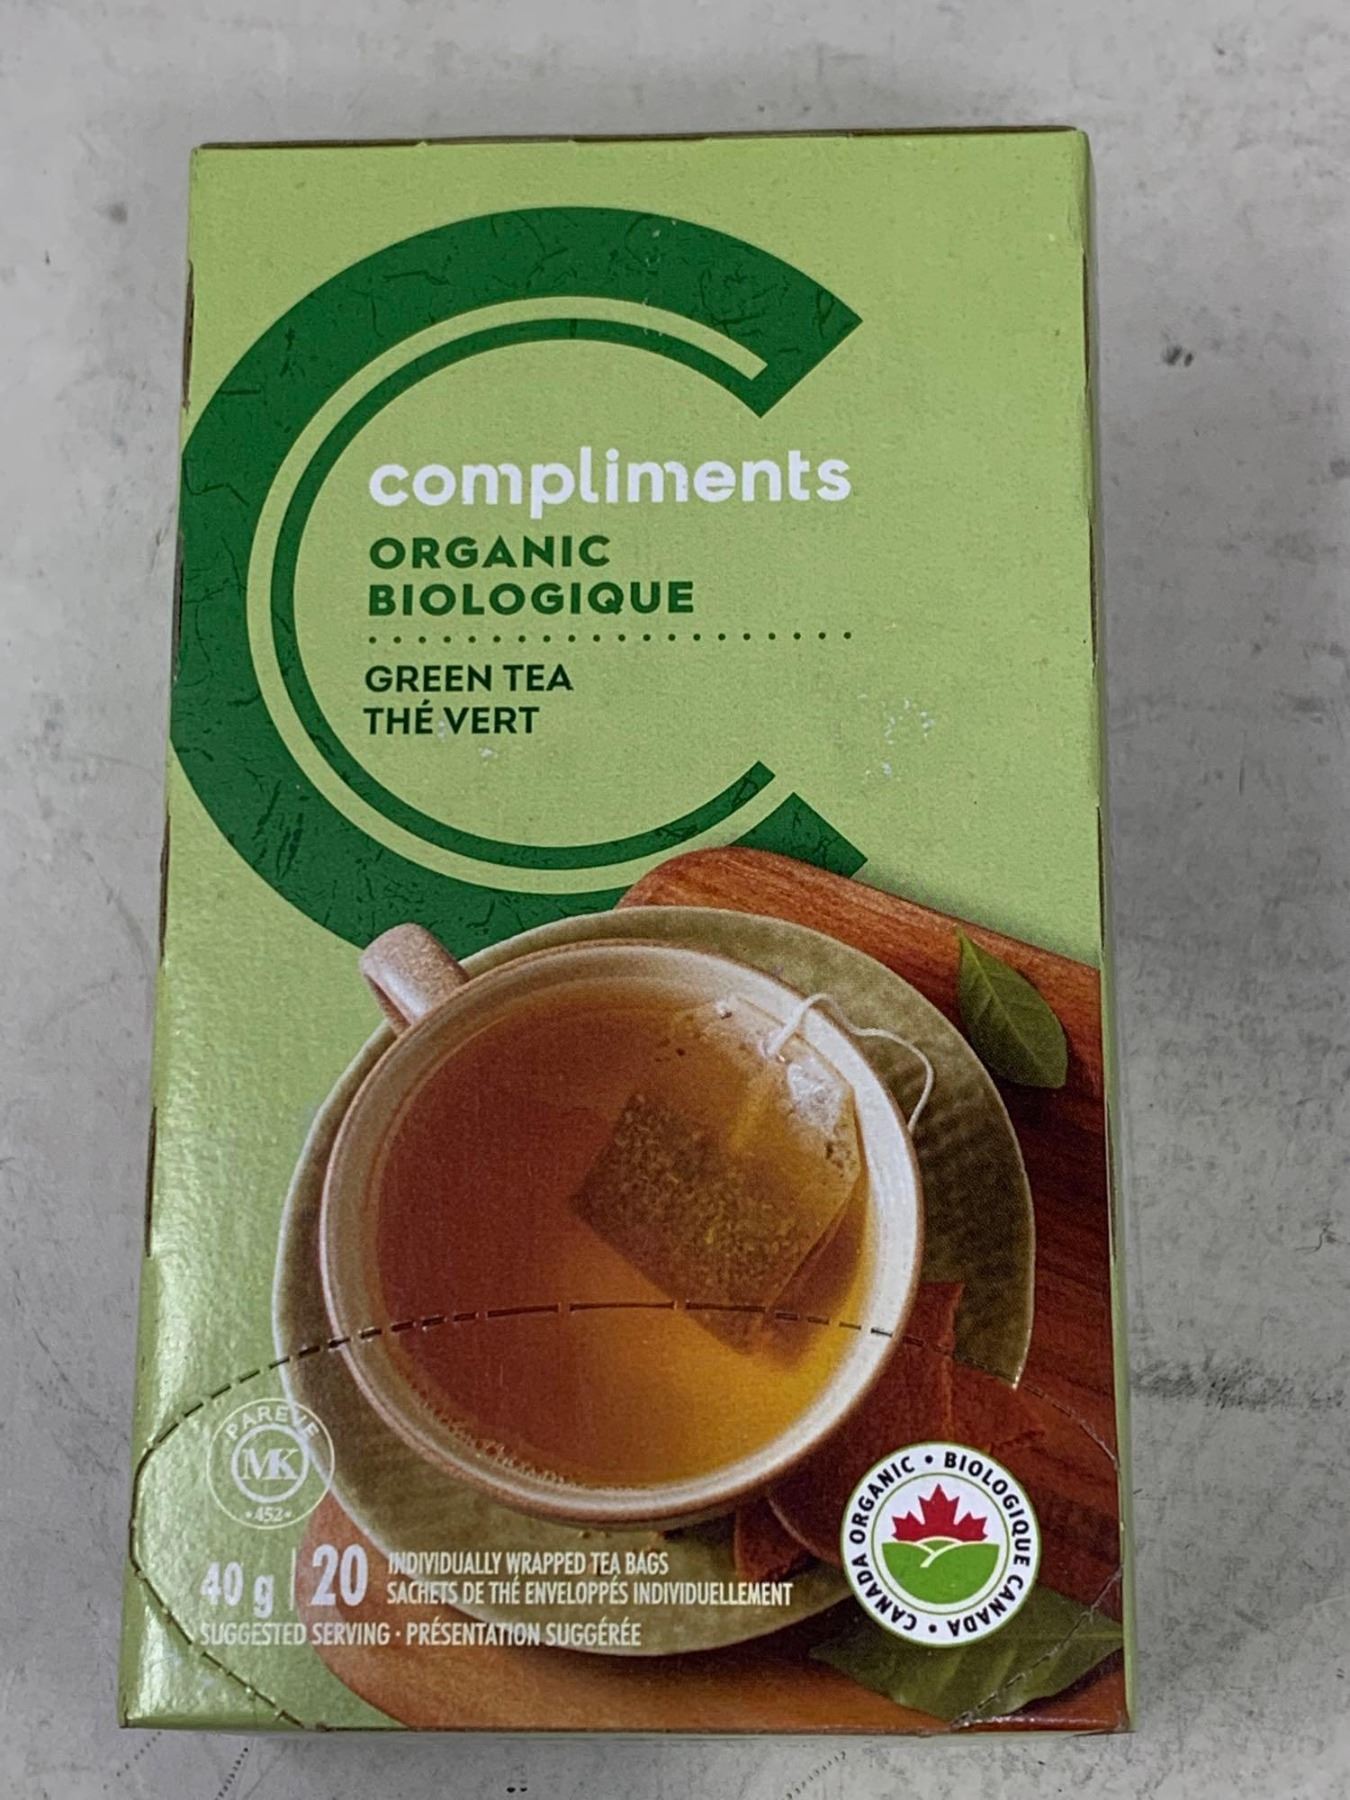 compliments
ORGANIC
BIOLOGIQUE
GREEN TEA
THÉ VERT
PAREVE
MK
•452•
40 g | 20
INDIVIDUALLY WRAPPED TEA BAGS
SACHETS DE THÉ ENVELOPPÉS INDIVIDUELLEMENT
SUGGESTED SERVING · PRÉSENTATION SUGGÉRÉE
CANADA ORGANIC • BIOLOGIQUE CANADA •